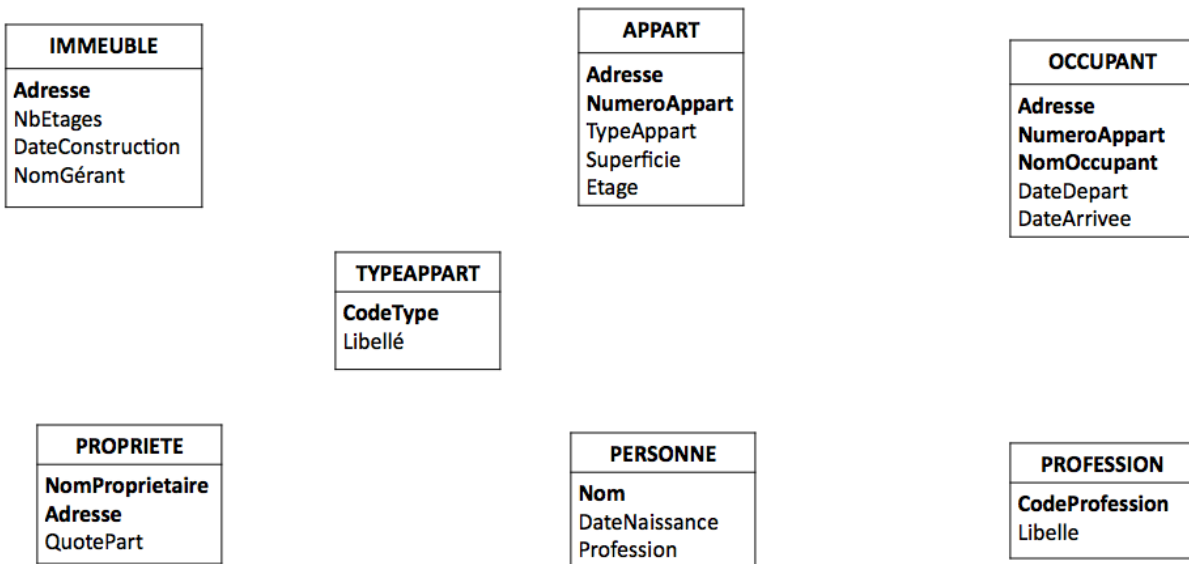 IMMEUBLE
Adresse
NbEtages
DateConstruction
NomGérant
APPART
Adresse
NumeroAppart
TypeAppart
Superficie
Etage
OCCUPANT
Adresse
NumeroAppart
NomOccupant
DateDepart
DateArrivee
TYPEAPPART
CodeType
Libellé
PROPRIETE
NomProprietaire
Adresse
QuotePart
PERSONNE
Nom
DateNaissance
Profession
PROFESSION
CodeProfession
Libelle